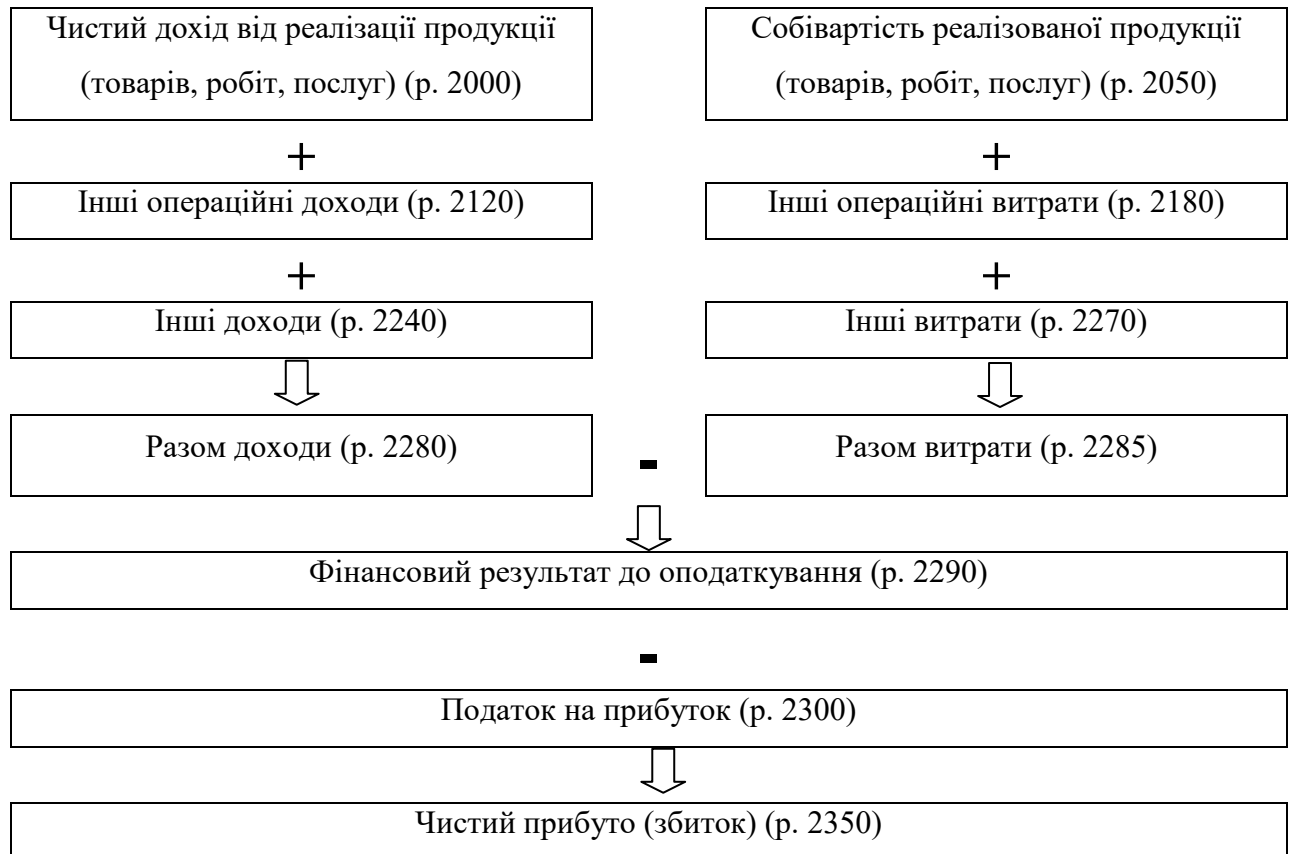 Чистий дохід від реалізації продукції
(товарів, робіт, послуг) (р. 2000)
Собівартість реалізованої продукції
(товарів, робіт, послуг) (р. 2050)
+
+
Інші операційні доходи (р. 2120)
Інші операційні витрати (р. 2180)
+
+
Інші доходи (р. 2240)
Інші витрати (р. 2270)
Разом доходи (р. 2280)
-
Разом витрати (р. 2285)
Фінансовий результат до оподаткування (р. 2290)
-
Податок на прибуток (р. 2300)
Чистий прибуто (збиток) (р. 2350)